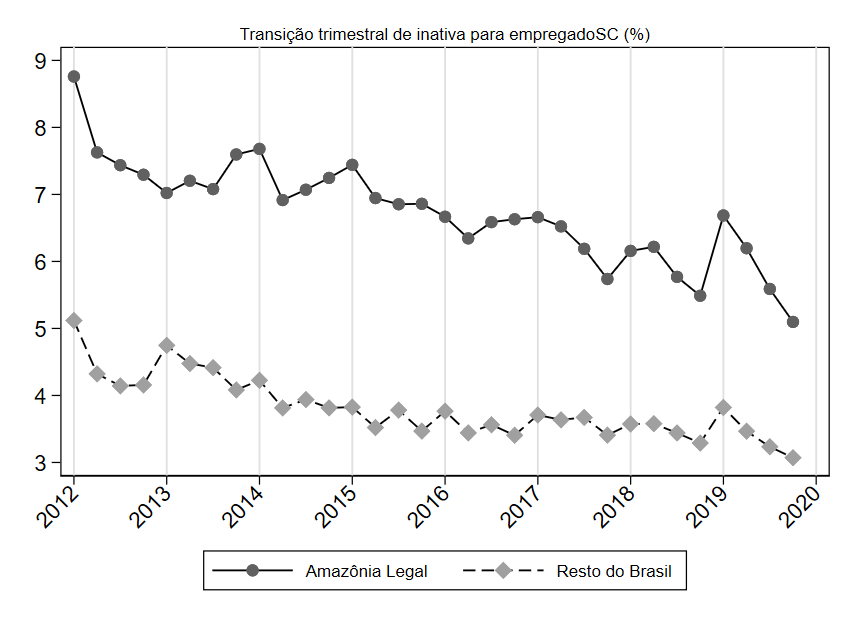 Transição trimestral de inativa para empregadoSC (%)
9
8
7
6
5
4
3
2012 2013 2014 2015 2016 2017 2018 2019 2020
Amazônia Legal Resto do Brasil